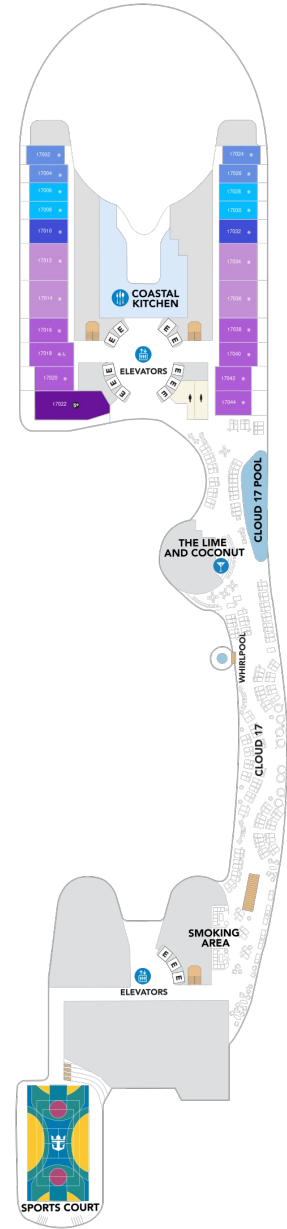 17002
17024
17004
17026
17006
17028
17008
17030
17010
17032
17012
17034
17014
17036
COASTAL
KITCHEN
17016
17038
E E E E E
17018
17040
ELEVATORS
17020
17042
E E E E E E
17022
17044
CLOUD 17 POOL
THE LIME
AND COCONUT
WHIRLPOOL
CLOUD 17
SMOKING
AREA
E E E
ELEVATORS
SPORTS COURT